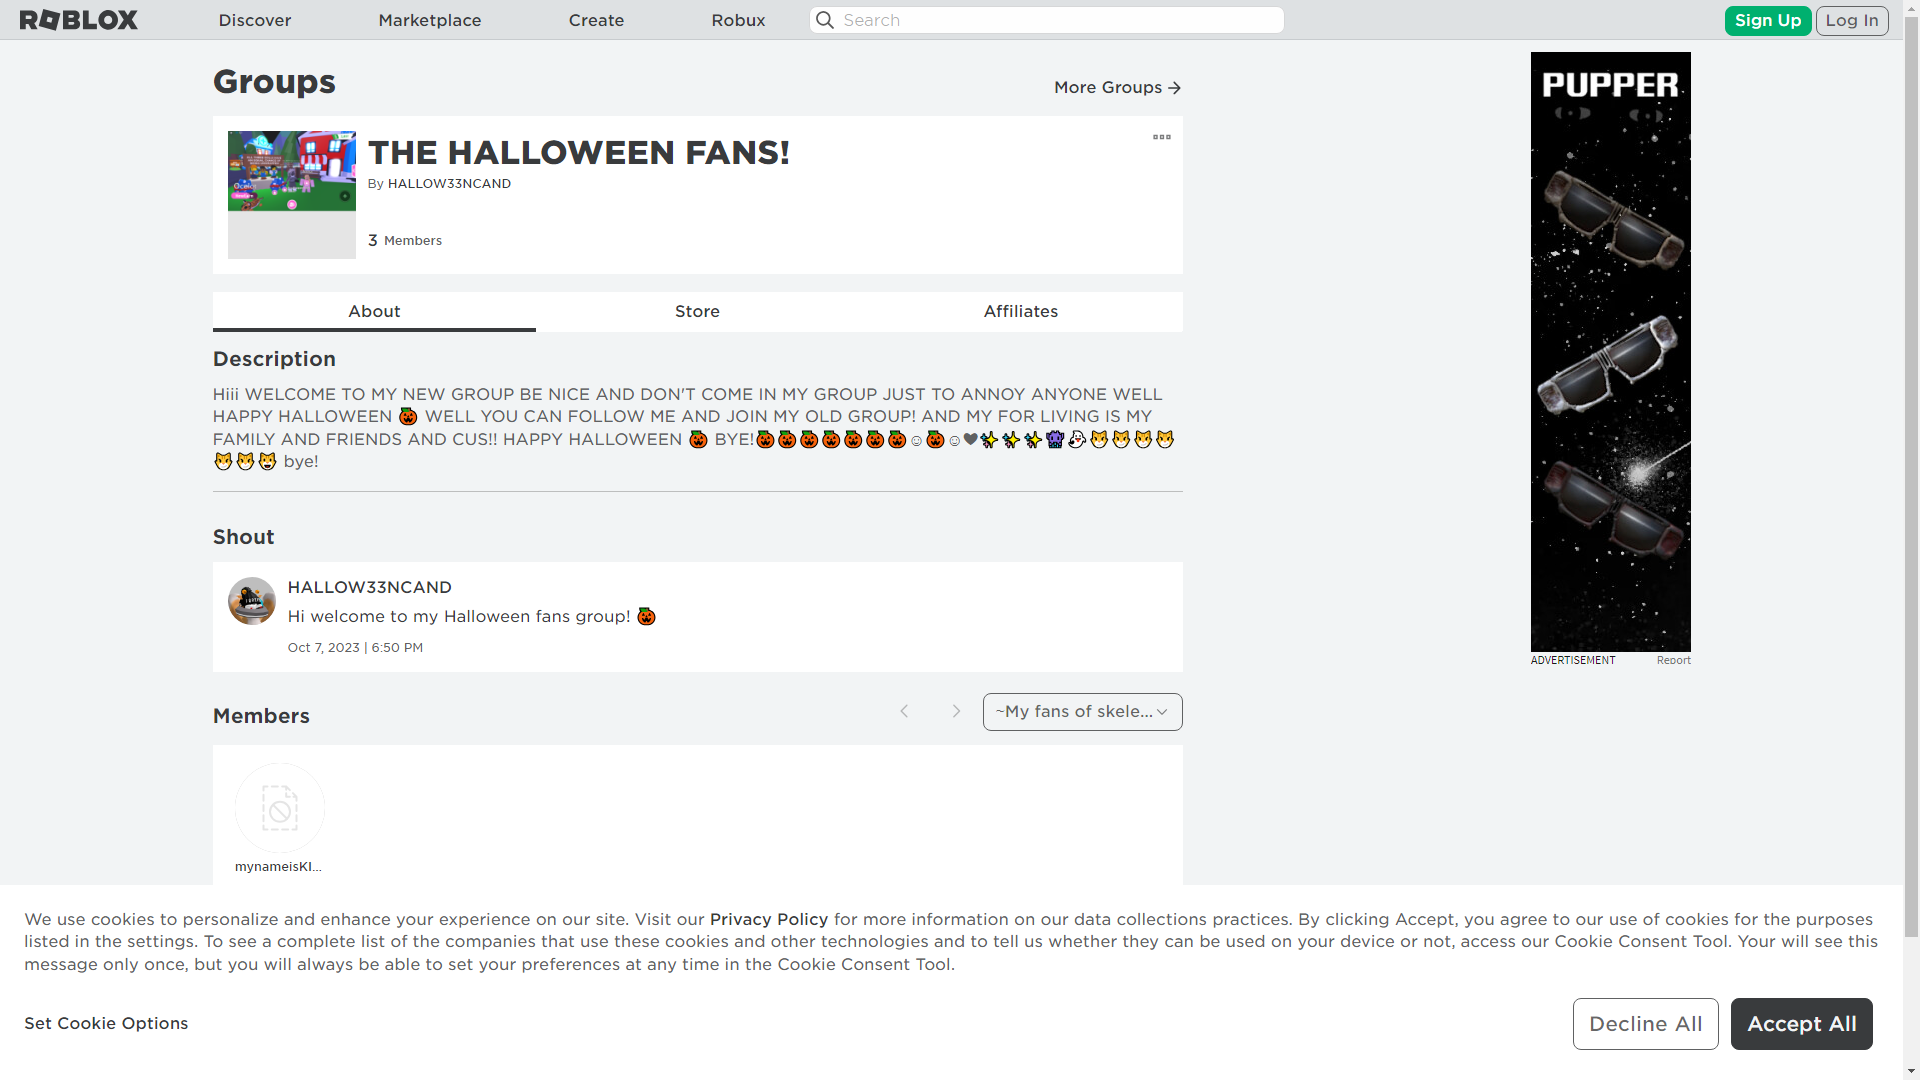 ROBLOX Discover Marketplace Create Robux Search Sign Up Log In
Groups
More Groups →
THE HALLOWEEN FANS!
By HALLOW33NCAND
3 Members
About Store Affiliates
Description
Hiii WELCOME TO MY NEW GROUP BE NICE AND DON'T COME IN MY GROUP JUST TO ANNOY ANYONE WELL
HAPPY HALLOWEEN 🎃 WELL YOU CAN FOLLOW ME AND JOIN MY OLD GROUP! AND MY FOR LIVING IS MY
FAMILY AND FRIENDS AND CUS!! HAPPY HALLOWEEN 🎃 BYE!🎃🎃🎃🎃🎃🎃🎃☺🎃☺❤✨✨✨👾👻🐱🐱🐱🐱
🐱🐱🐱 bye!
Shout
HALLOW33NCAND
Hi welcome to my Halloween fans group! 🎃
Oct 7, 2023 | 6:50 PM
Members
~My fans of skele...
mynameisKI...
PUPPER
ADVERTISEMENT Report
We use cookies to personalize and enhance your experience on our site. Visit our Privacy Policy for more information on our data collections practices. By clicking Accept, you agree to our use of cookies for the purposes
listed in the settings. To see a complete list of the companies that use these cookies and other technologies and to tell us whether they can be used on your device or not, access our Cookie Consent Tool. Your will see this
message only once, but you will always be able to set your preferences at any time in the Cookie Consent Tool.
Set Cookie Options
Decline All
Accept All